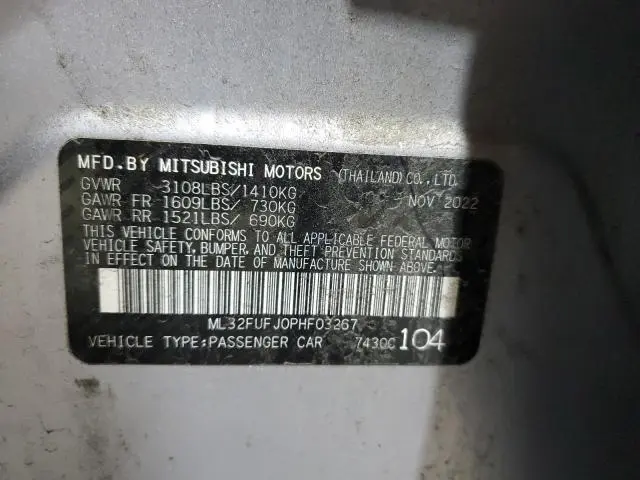 MFD.BY MITSUBISHI MOTORS (THAILAND)CO.,LTD.
GVWR 3108LBS/1410KG NOV 2022
GAWR FR 1609LBS/ 730KG
GAWR RR 1521LBS/ 690KG
THIS VEHICLE CONFORMS TO ALL APPLICABLE FEDERAL MOTOR
VEHICLE SAFETY, BUMPER, AND THEFT PREVENTION STANDARDS
IN EFFECT ON THE DATE OF MANUFACTURE SHOWN ABOVE.
ML32FUFJ0PHF03267
VEHICLE TYPE:PASSENGER CAR 7430C 104